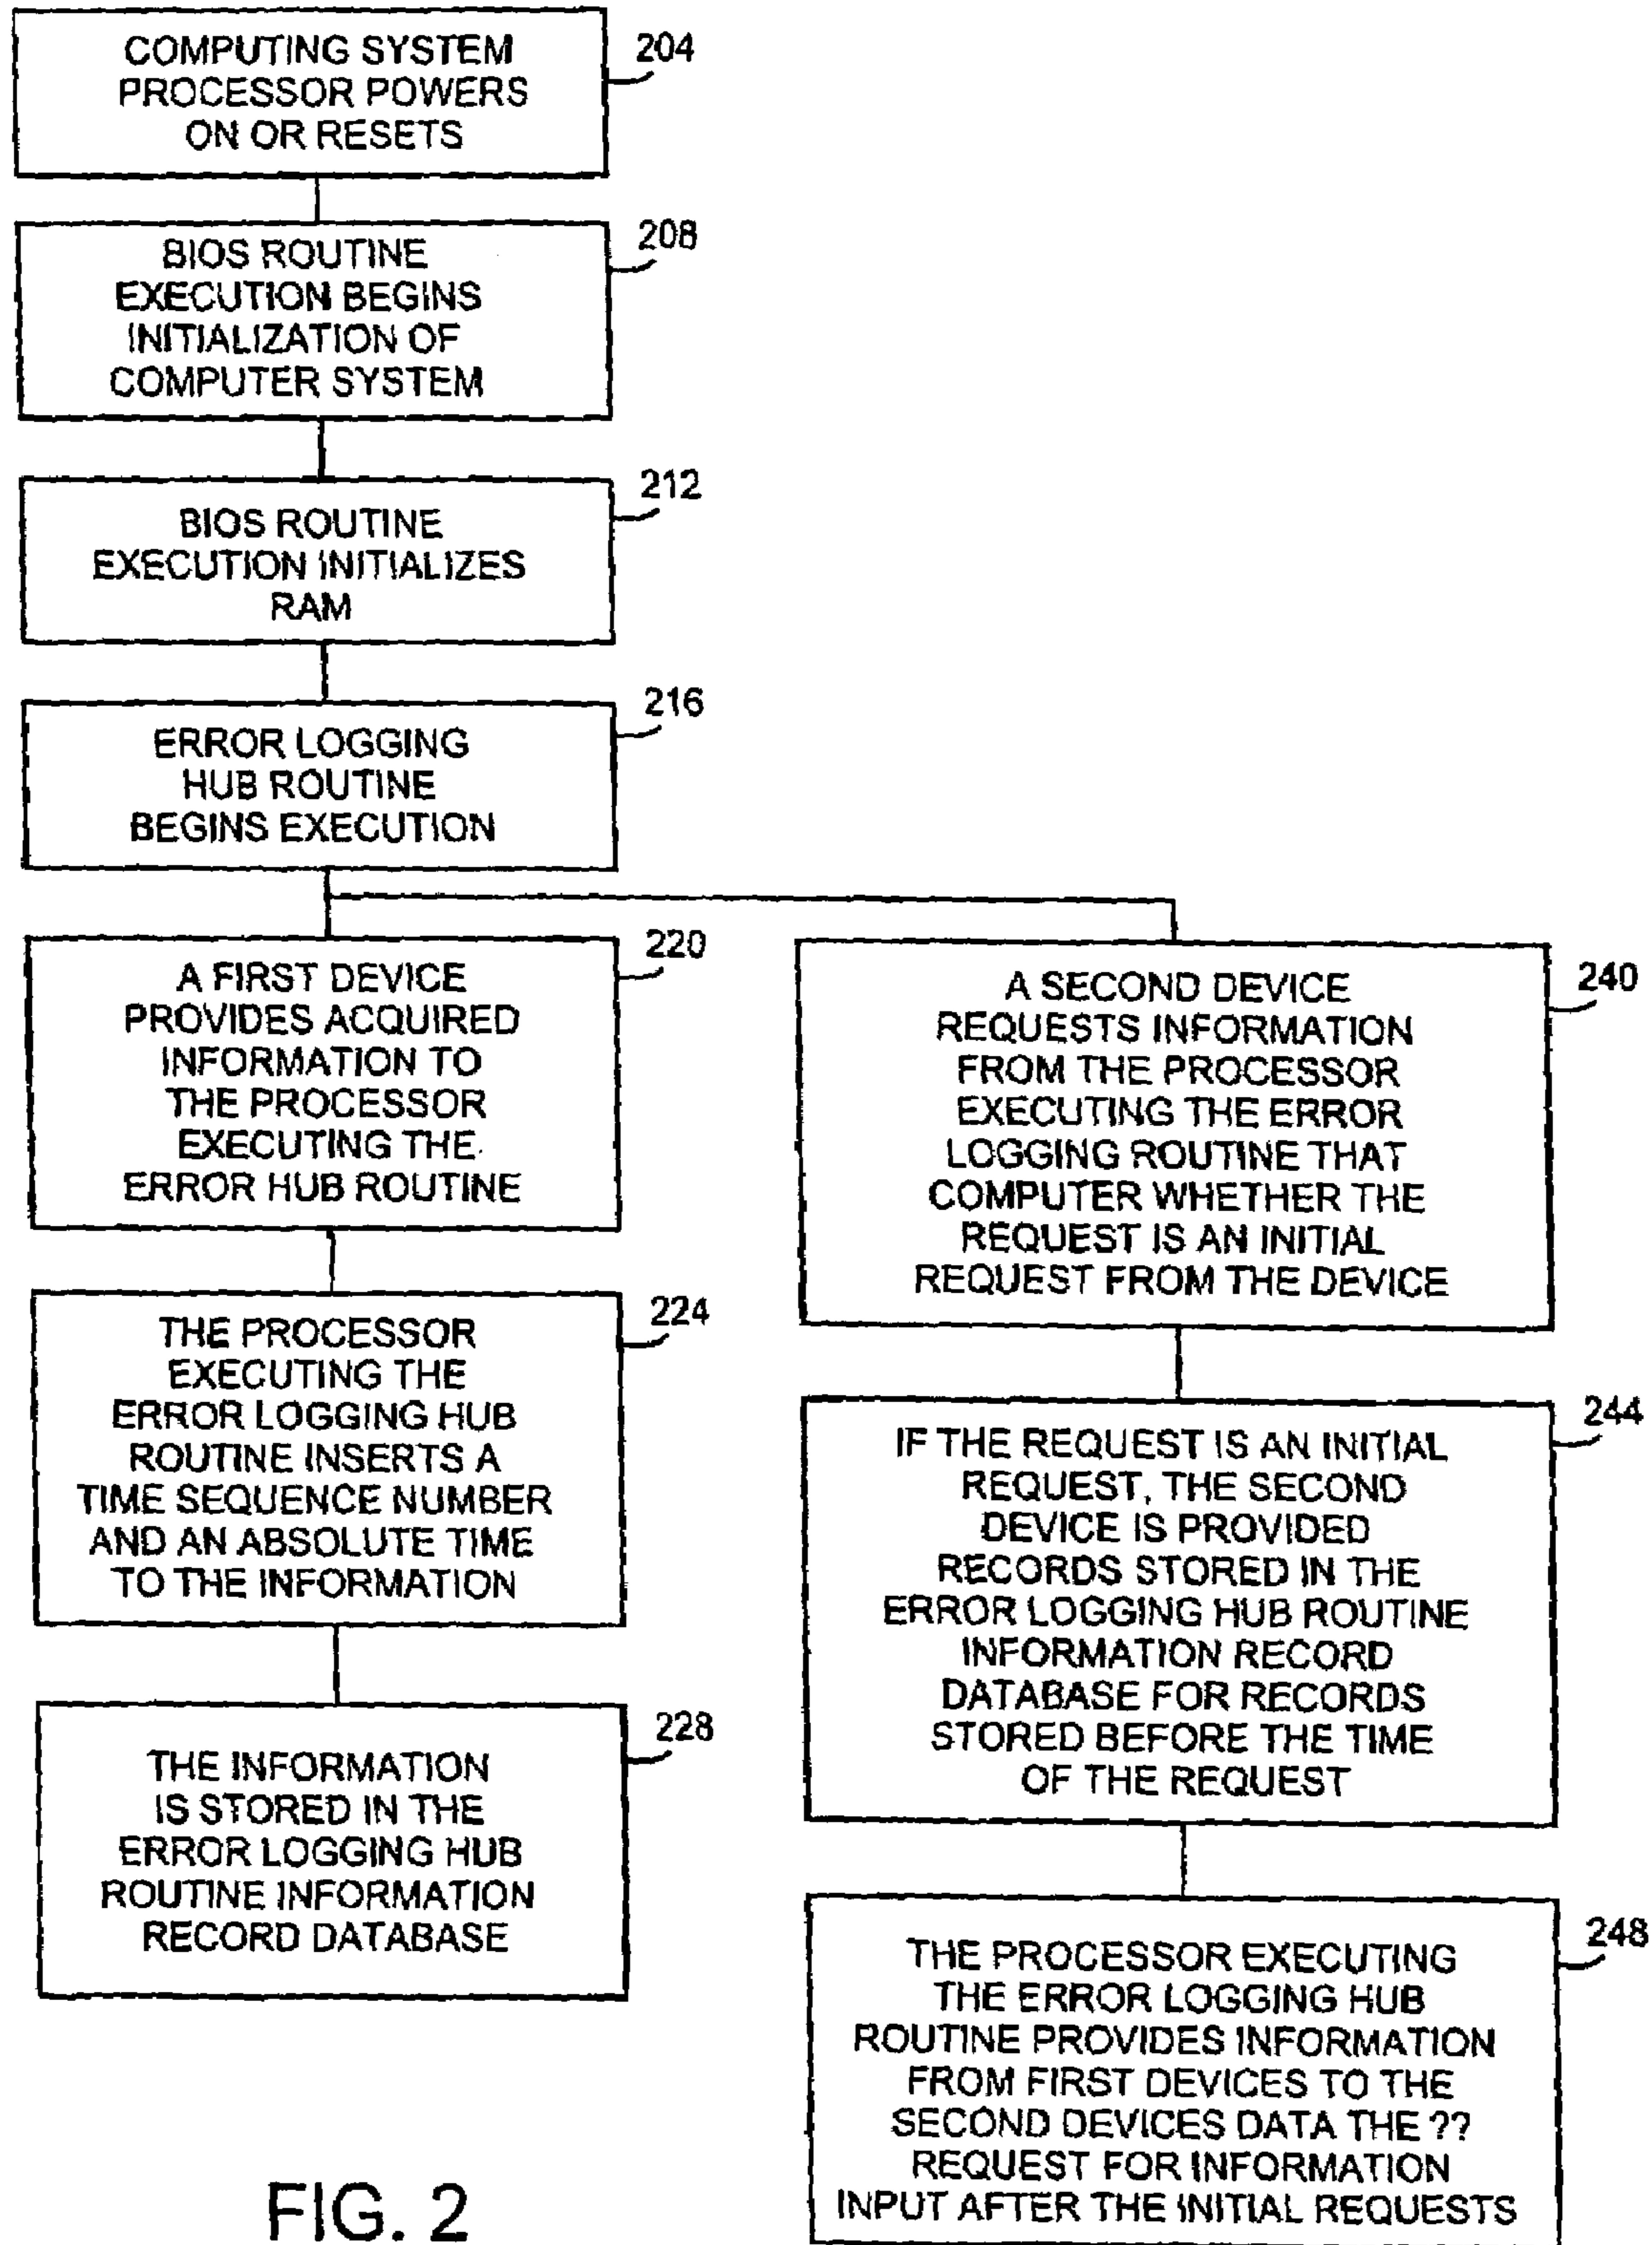 COMPUTING SYSTEM
PROCESSOR POWERS
ON OR RESETS
204
BIOS ROUTINE
EXECUTION BEGINS
INITIALIZATION OF
COMPUTER SYSTEM
208
BIOS ROUTINE
EXECUTION INITIALIZES
RAM
212
ERROR LOGGING
HUB ROUTINE
BEGINS EXECUTION
216
A FIRST DEVICE
PROVIDES ACQUIRED
INFORMATION TO
THE PROCESSOR
EXECUTING THE
ERROR HUB ROUTINE
220
THE PROCESSOR
EXECUTING THE
ERROR LOGGING HUB
ROUTINE INSERTS A
TIME SEQUENCE NUMBER
AND AN ABSOLUTE TIME
TO THE INFORMATION
224
THE INFORMATION
IS STORED IN THE
ERROR LOGGING HUB
ROUTINE INFORMATION
RECORD DATABASE
228
A SECOND DEVICE
REQUESTS INFORMATION
FROM THE PROCESSOR
EXECUTING THE ERROR
LOGGING ROUTINE THAT
COMPUTER WHETHER THE
REQUEST IS AN INITIAL
REQUEST FROM THE DEVICE
240
IF THE REQUEST IS AN INITIAL
REQUEST, THE SECOND
DEVICE IS PROVIDED
RECORDS STORED IN THE
ERROR LOGGING HUB ROUTINE
INFORMATION RECORD
DATABASE FOR RECORDS
STORED BEFORE THE TIME
OF THE REQUEST
244
THE PROCESSOR EXECUTING
THE ERROR LOGGING HUB
ROUTINE PROVIDES INFORMATION
FROM FIRST DEVICES TO THE
SECOND DEVICES DATA THE ??
REQUEST FOR INFORMATION
INPUT AFTER THE INITIAL REQUESTS
248
FIG. 2